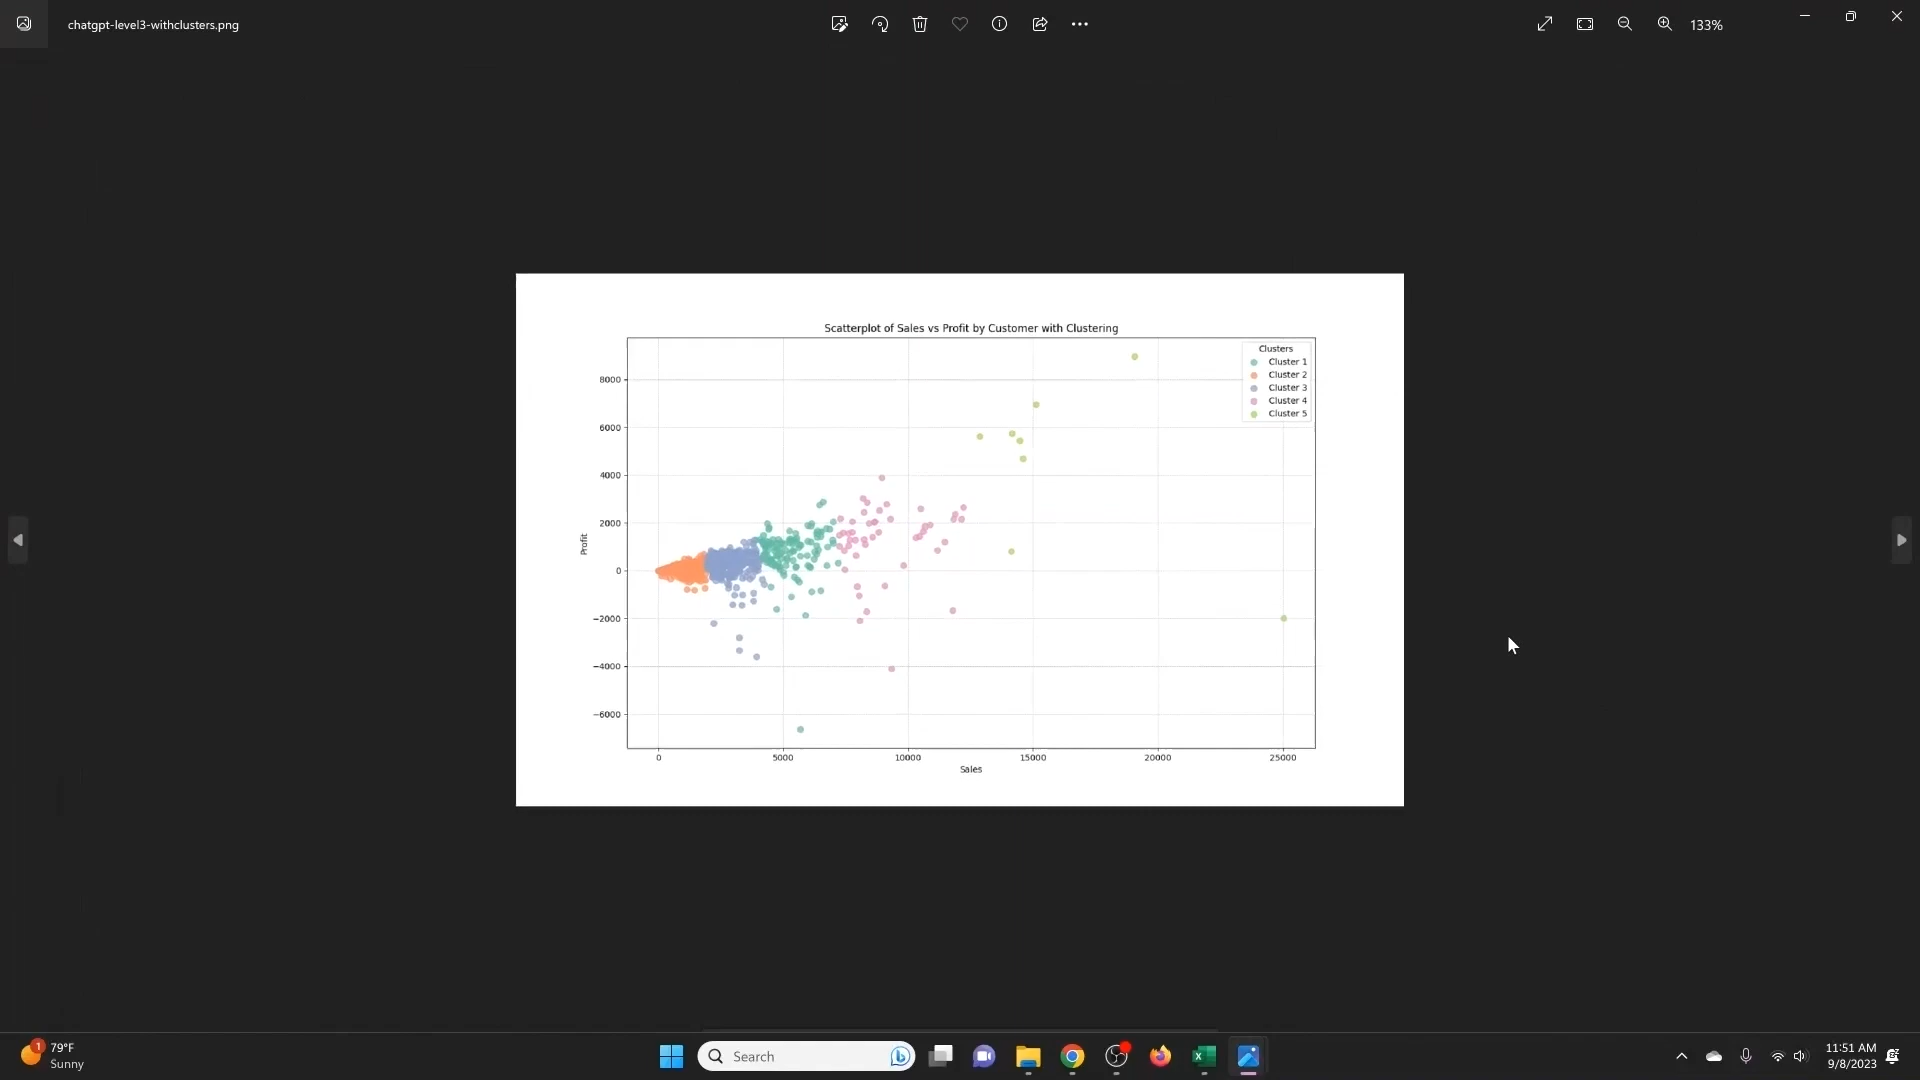 chatgpt-level3-withclusters.png
133%
Scatterplot of Sales vs Profit by Customer with Clustering
Clusters
Cluster 1
Cluster 2
Cluster 3
Cluster 4
Cluster 5
8000
6000
4000
2000
0
−2000
−4000
−6000
Profit
0
5000
10000
15000
20000
25000
Sales
1
79°F
Sunny
Search
11:51 AM
9/8/2023